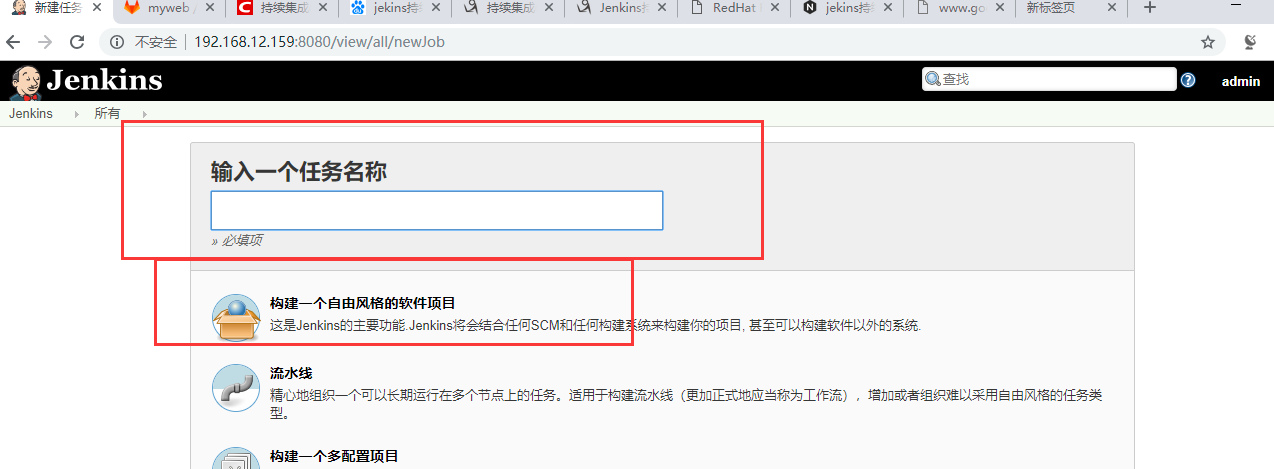 新建任务 myweb 持续集成 jekins持 持续集成 Jenkins持 RedHat jekins持续 www.go 新标签页
不安全 192.168.12.159:8080/view/all/newJob
Jenkins 查找 admin
Jenkins 所有
输入一个任务名称
» 必填项
构建一个自由风格的软件项目
这是Jenkins的主要功能.Jenkins将会结合任何SCM和任何构建系统来构建你的项目, 甚至可以构建软件以外的系统.
流水线
精心地组织一个可以长期运行在多个节点上的任务。适用于构建流水线（更加正式地应当称为工作流），增加或者组织难以采用自由风格的任务类
型。
构建一个多配置项目